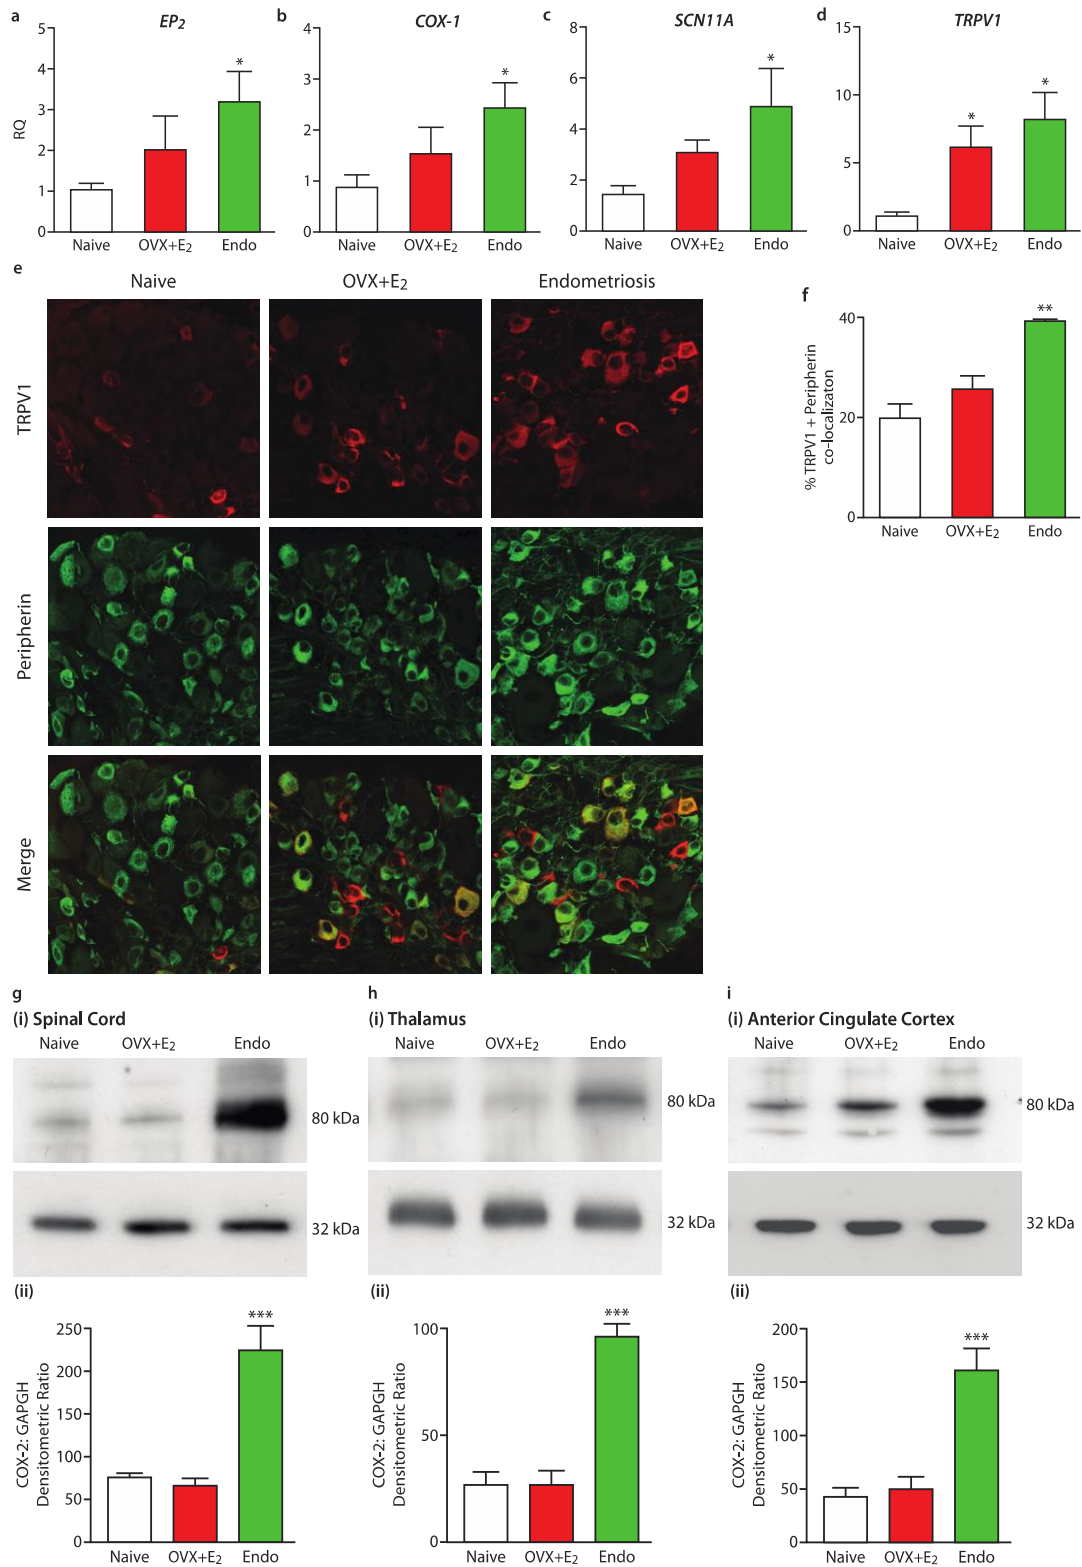 a
EP2
5
4
3
2
1
0
RQ
*
Naive OVX+E2 Endo
b
COX-1
4
3
2
1
0
*
Naive OVX+E2 Endo
c
SCN11A
8
6
4
2
0
*
Naive OVX+E2 Endo
d
TRPV1
15
10
5
0
*
*
Naive OVX+E2 Endo
e
Naive OVX+E2 Endometriosis
TRPV1
Peripherin
Merge
f
% TRPV1 + Peripherin
co-localizaton
40
20
0
**
Naive OVX+E2 Endo
g
(i) Spinal Cord
Naive OVX+E2 Endo
80 kDa
32 kDa
(ii)
COX-2: GAPGH
Densitometric Ratio
250
200
150
100
50
0
***
Naive OVX+E2 Endo
h
(i) Thalamus
Naive OVX+E2 Endo
80 kDa
32 kDa
(ii)
COX-2: GAPGH
Densitometric Ratio
100
50
0
***
Naive OVX+E2 Endo
i
(i) Anterior Cingulate Cortex
Naive OVX+E2 Endo
80 kDa
32 kDa
(ii)
COX-2: GAPGH
Densitometric Ratio
200
150
100
50
0
***
Naive OVX+E2 Endo